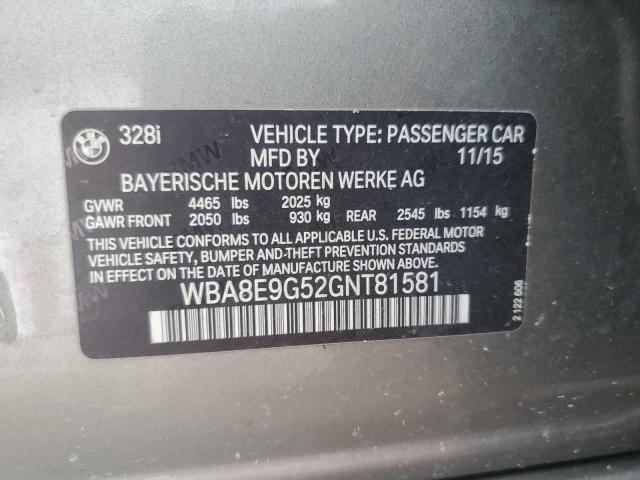 BMW 328i VEHICLE TYPE: PASSENGER CAR
MFD BY 11/15
BAYERISCHE MOTOREN WERKE AG
GVWR 4465 lbs 2025 kg
GAWR FRONT 2050 lbs 930 kg REAR 2545 lbs 1154 kg
THIS VEHICLE CONFORMS TO ALL APPLICABLE U.S. FEDERAL MOTOR
VEHICLE SAFETY, BUMPER AND THEFT PREVENTION STANDARDS
IN EFFECT ON THE DATE OF MANUFACTURE SHOWN ABOVE.
WBA8E9G52GNT81581
2 122 606